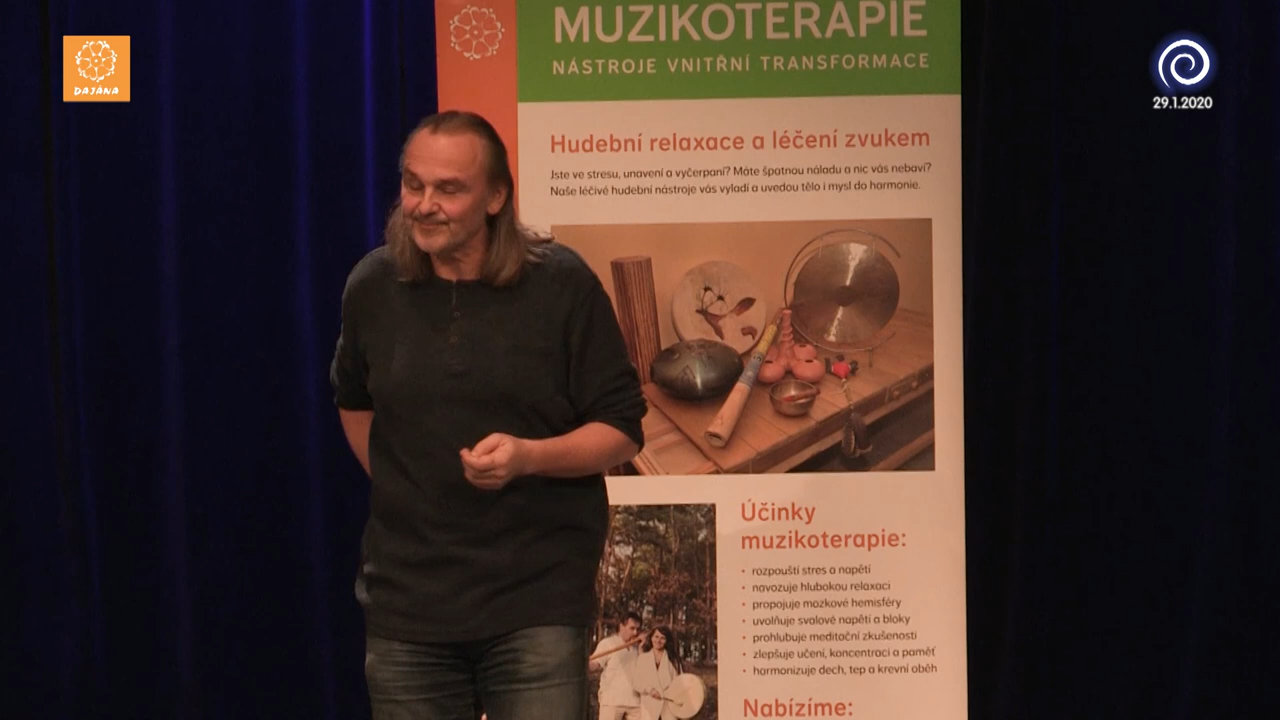 DAJÁNA
29.1.2020
MUZIKOTERAPIE
NÁSTROJE VNITŘNÍ TRANSFORMACE
Hudební relaxace a léčení zvukem
Jste ve stresu, unavení a vyčerpaní? Máte špatnou náladu a nic vás nebaví?
Naše léčivé hudební nástroje vás vyladí a uvedou tělo i mysl do harmonie.
Účinky
muzikoterapie:
• rozpouští stres a napětí
• navozuje hlubokou relaxaci
• propojuje mozkové hemisféry
• uvolňuje svalové napětí a bloky
• prohlubuje meditační zkušenosti
• zlepšuje učení, koncentraci a paměť
• harmonizuje dech, tep a krevní oběh
Nabízíme: